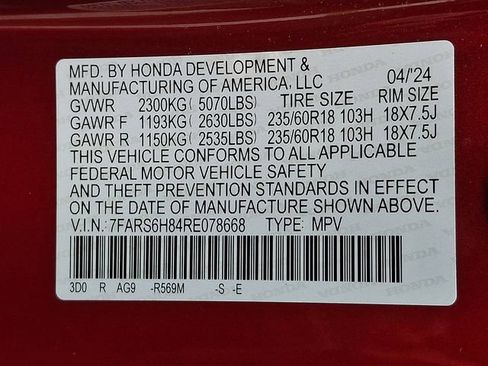 MFD. BY HONDA DEVELOPMENT &
MANUFACTURING OF AMERICA, LLC 04/'24
GVWR 2300KG( 5070LBS) TIRE SIZE RIM SIZE
GAWR F 1193KG( 2630LBS) 235/60R18 103H 18X7.5J
GAWR R 1150KG( 2535LBS) 235/60R18 103H 18X7.5J
THIS VEHICLE CONFORMS TO ALL APPLICABLE
FEDERAL MOTOR VEHICLE SAFETY
AND THEFT PREVENTION STANDARDS IN EFFECT
ON THE DATE OF MANUFACTURE SHOWN ABOVE.
V.I.N.: 7FARS6H84RE078668 TYPE: MPV
3D0 R AG9 -R569M -S -E